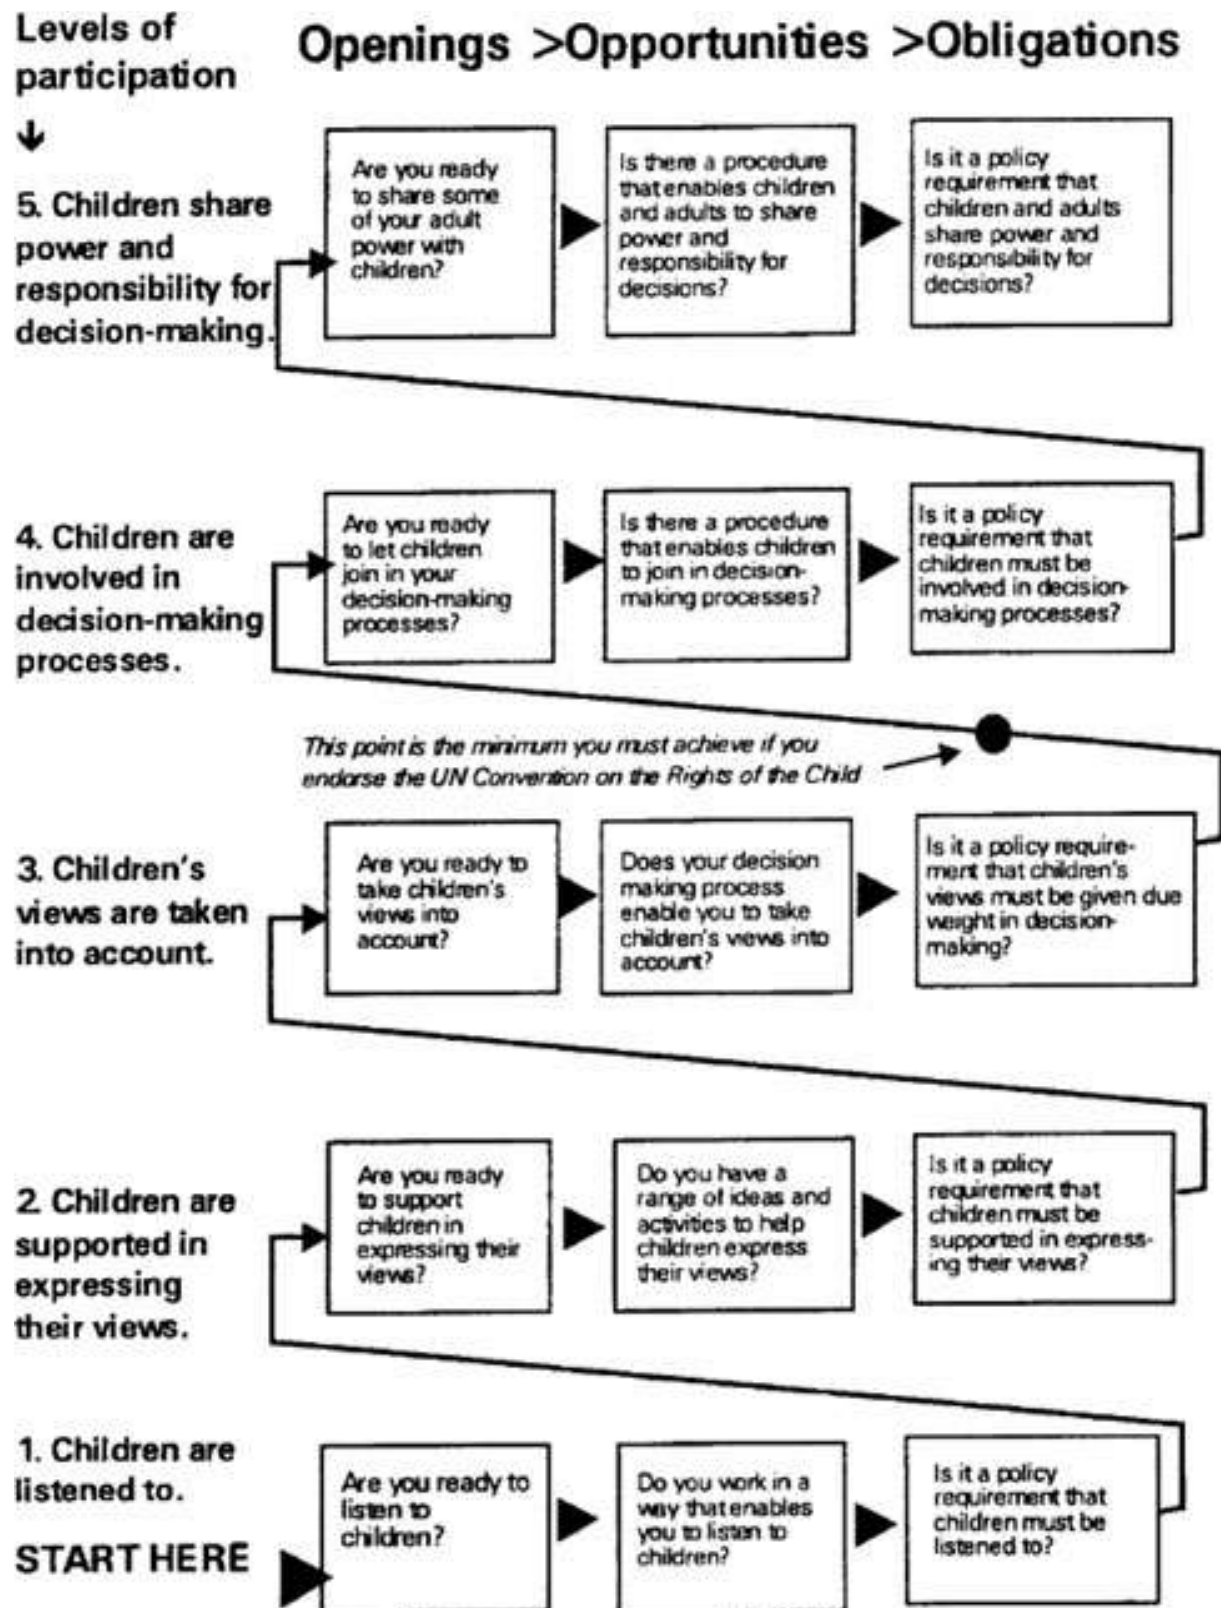 Levels of
participation
Openings >Opportunities >Obligations
5. Children share
power and
responsibility for
decision-making.
Are you ready
to share some
of your adult
power with
children?
Is there a procedure
that enables children
and adults to share
power and
responsibility for
decisions?
Is it a policy
requirement that
children and adults
share power and
responsibility for
decisions?
4. Children are
involved in
decision-making
processes.
Are you ready
to let children
join in your
decision-making
processes?
Is there a procedure
that enables children
to join in decision-
making processes?
Is it a policy
requirement that
children must be
involved in decision-
making processes?
This point is the minimum you must achieve if you
endorse the UN Convention on the Rights of the Child
3. Children's
views are taken
into account.
Are you ready to
take children's
views into
account?
Does your decision
making process
enable you to take
children's views into
account?
Is it a policy require-
ment that children's
views must be given due
weight in decision-
making?
2. Children are
supported in
expressing
their views.
Are you ready
to support
children in
expressing their
views?
Do you have a
range of ideas and
activities to help
children express
their views?
Is it a policy
requirement that
children must be
supported in express-
ing their views?
1. Children are
listened to.
START HERE
Are you ready to
listen to
children?
Do you work in a
way that enables
you to listen to
children?
Is it a policy
requirement that
children must be
listened to?